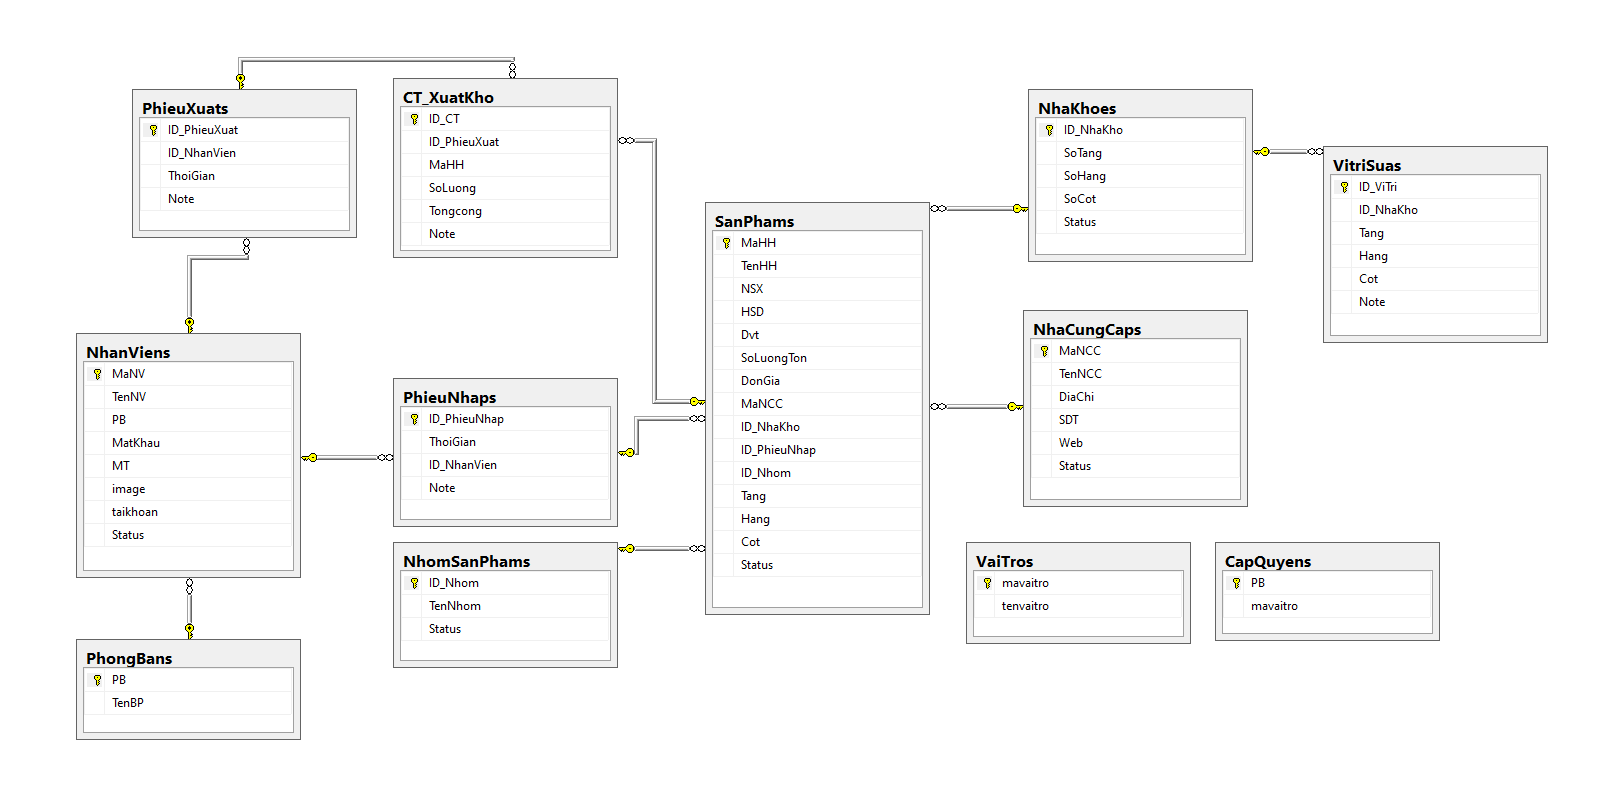 PhieuXuats
ID_PhieuXuat
ID_NhanVien
ThoiGian
Note
CT_XuatKho
ID_CT
ID_PhieuXuat
MaHH
SoLuong
Tongcong
Note
NhanViens
MaNV
TenNV
PB
MatKhau
MT
image
taikhoan
Status
PhieuNhaps
ID_PhieuNhap
ThoiGian
ID_NhanVien
Note
NhomSanPhams
ID_Nhom
TenNhom
Status
PhongBans
PB
TenBP
SanPhams
MaHH
TenHH
NSX
HSD
Dvt
SoLuongTon
DonGia
MaNCC
ID_NhaKho
ID_PhieuNhap
ID_Nhom
Tang
Hang
Cot
Status
NhaKhoes
ID_NhaKho
SoTang
SoHang
SoCot
Status
VitriSuas
ID_ViTri
ID_NhaKho
Tang
Hang
Cot
Note
NhaCungCaps
MaNCC
TenNCC
DiaChi
SDT
Web
Status
VaiTros
mavaitro
tenvaitro
CapQuyens
PB
mavaitro